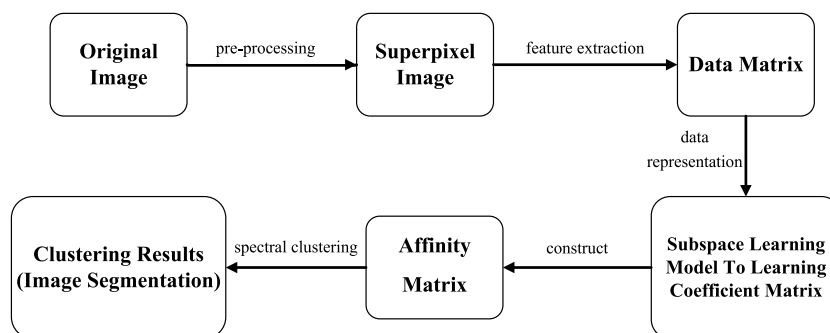 Original
Image
pre-processing
Superpixel
Image
feature extraction
Data Matrix
data
representation
Subspace Learning
Model To Learning
Coefficient Matrix
construct
Affinity
Matrix
spectral clustering
Clustering Results
(Image Segmentation)